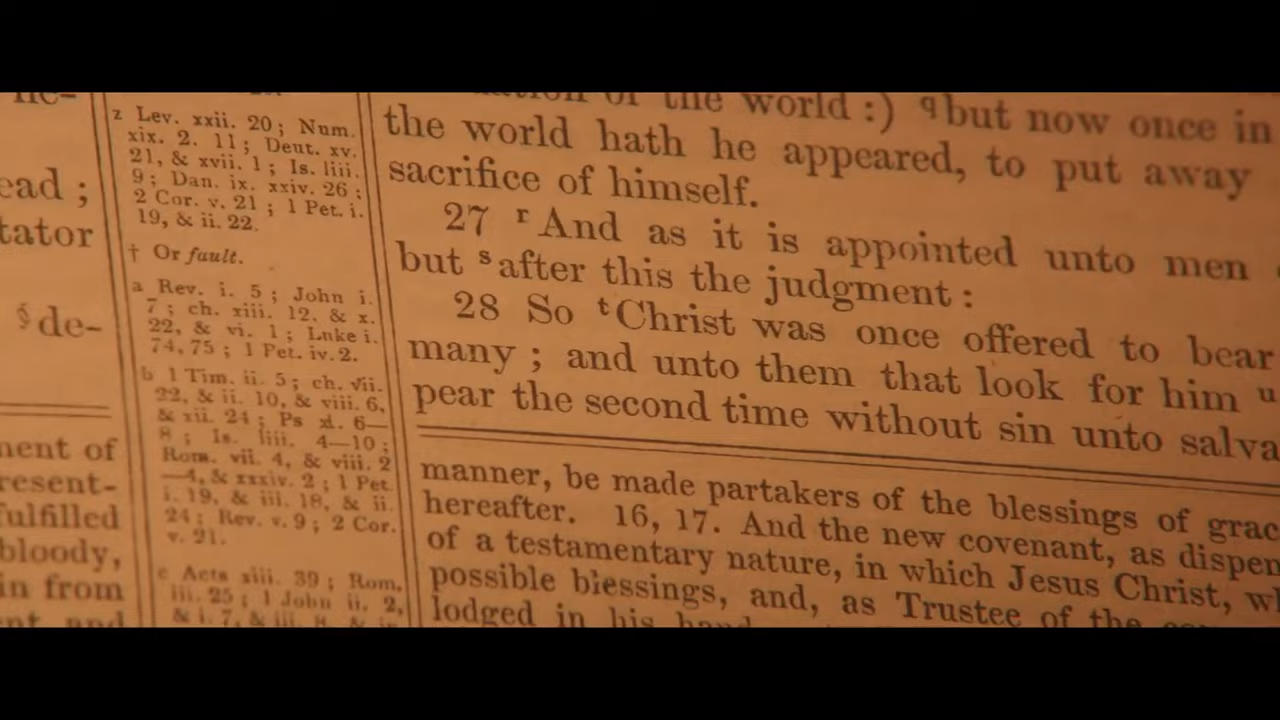 ead ;
tator
§ de-
ment of
resent-
fulfilled
bloody,
in from
z Lev. xxii. 20 ; Num.
xix. 2. 11 ; Deut. xv.
21, & xvii. 1 ; Is. liii.
9 ; Dan. ix. xxiv. 26 ;
2 Cor. v. 21 ; 1 Pet. i.
19, & ii. 22.
† Or fault.
a Rev. i. 5 ; John i.
7 ; ch. xiii. 12, & x.
22, & vi. 1 ; Luke i.
74, 75 ; 1 Pet. iv. 2.
b 1 Tim. ii. 5 ; ch. vii.
22, & ii. 10, & viii. 6,
& xii. 24 ; Ps xl. 6—
8 ; Is. liii. 4—10 ;
Rom. vii. 4, & viii. 2
—4, & xxxiv. 2 ; 1 Pet.
i. 19, & iii. 18, & ii.
24 ; Rev. v. 9 ; 2 Cor.
v. 21.
c Acts xiii. 39 ; Rom.
iii. 25 ; 1 John ii. 2,
& i. 7, & iii.
of the world :) q but now once in
the world hath he appeared, to put away
sacrifice of himself.
27 r And as it is appointed unto men
but s after this the judgment :
28 So t Christ was once offered to bear
many ; and unto them that look for him u
pear the second time without sin unto salva
manner, be made partakers of the blessings of grac
hereafter. 16, 17. And the new covenant, as dispen
of a testamentary nature, in which Jesus Christ, wh
possible blessings, and, as Trustee of the
lodged in his hand